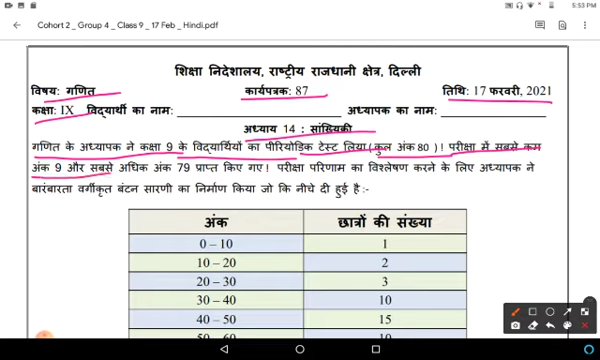 5:53 PM
Cohort 2 _ Group 4 _ Class 9 _ 17 Feb _ Hindi.pdf
शिक्षा निदेशालय, राष्ट्रीय राजधानी क्षेत्र, दिल्ली
विषय: गणित कार्यपत्रक: 87 तिथि: 17 फरवरी, 2021
कक्षा: IX विद्यार्थी का नाम: अध्यापक का नाम:
अध्याय 14 : सांख्यिकी
गणित के अध्यापक ने कक्षा 9 के विद्यार्थियों का पीरियोडिक टेस्ट लिया (कुल अंक 80 ) ! परीक्षा में सबसे कम
अंक 9 और सबसे अधिक अंक 79 प्राप्त किए गए ! परीक्षा परिणाम का विश्लेषण करने के लिए अध्यापक ने
बारंबारता वर्गीकृत बंटन सारणी का निर्माण किया जो कि नीचे दी हुई है :-
अंक छात्रों की संख्या
0 – 10 1
10 – 20 2
20 – 30 3
30 – 40 10
40 – 50 15
50 – 60 10